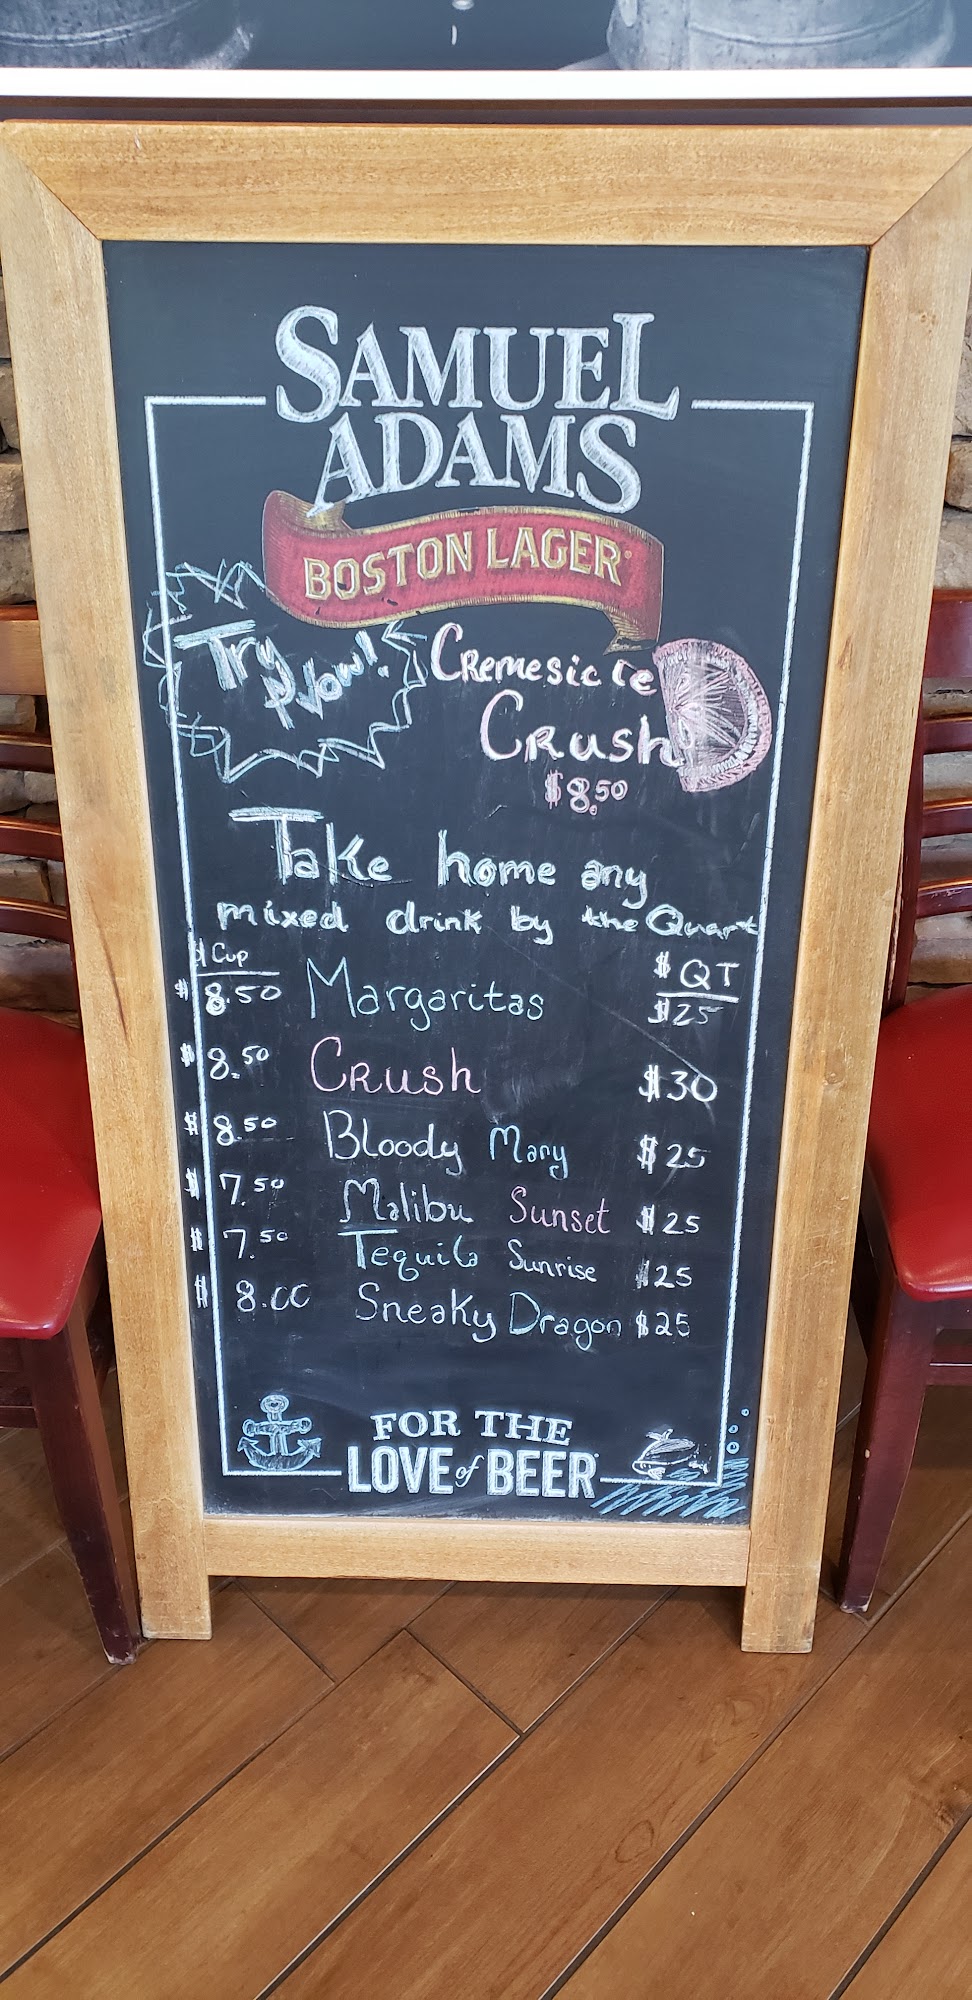 SAMUEL
ADAMS
BOSTON LAGER
Try
Now!
Cremesicle
Crush
$8.50
Take home any
mixed drink by the Quart
Cup $ QT
$8.50 Margaritas $25
$8.50 Crush $30
$8.50 Bloody Mary $25
$7.50 Malibu Sunset $25
$7.50 Tequila Sunrise $25
$8.00 Sneaky Dragon $25
FOR THE
LOVE of BEER